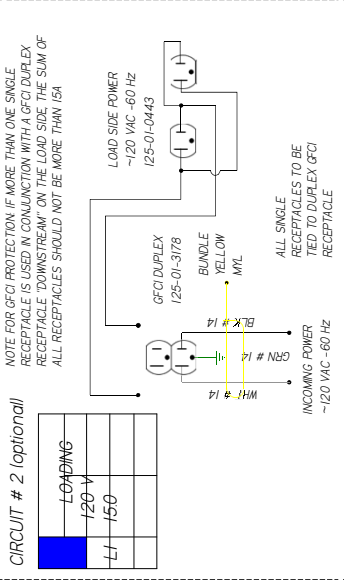 NOTE FOR GFCI PROTECTION IF MORE THAN ONE SINGLE
RECEPTACLE IS USED IN CONJUNCTION WITH A GFCI DUPLEX
RECEPTACLE "DOWNSTREAM" ON THE LOAD SIDE, THE SUM OF
ALL RECEPTACLES SHOULD NOT BE MORE THAN 15A
CIRCUIT # 2 (optional)
LOADING
120 V
L1 15.0
LOAD SIDE POWER
~120 VAC -60 Hz
125-01-0443
GFCI DUPLEX
125-01-3178
BUNDLE
YELLOW
MYL
BLK # 14
GRN # 14
WHT # 14
INCOMING POWER
~120 VAC -60 Hz
ALL SINGLE
RECEPTACLES TO BE
TIED TO DUPLEX GFCI
RECEPTACLE